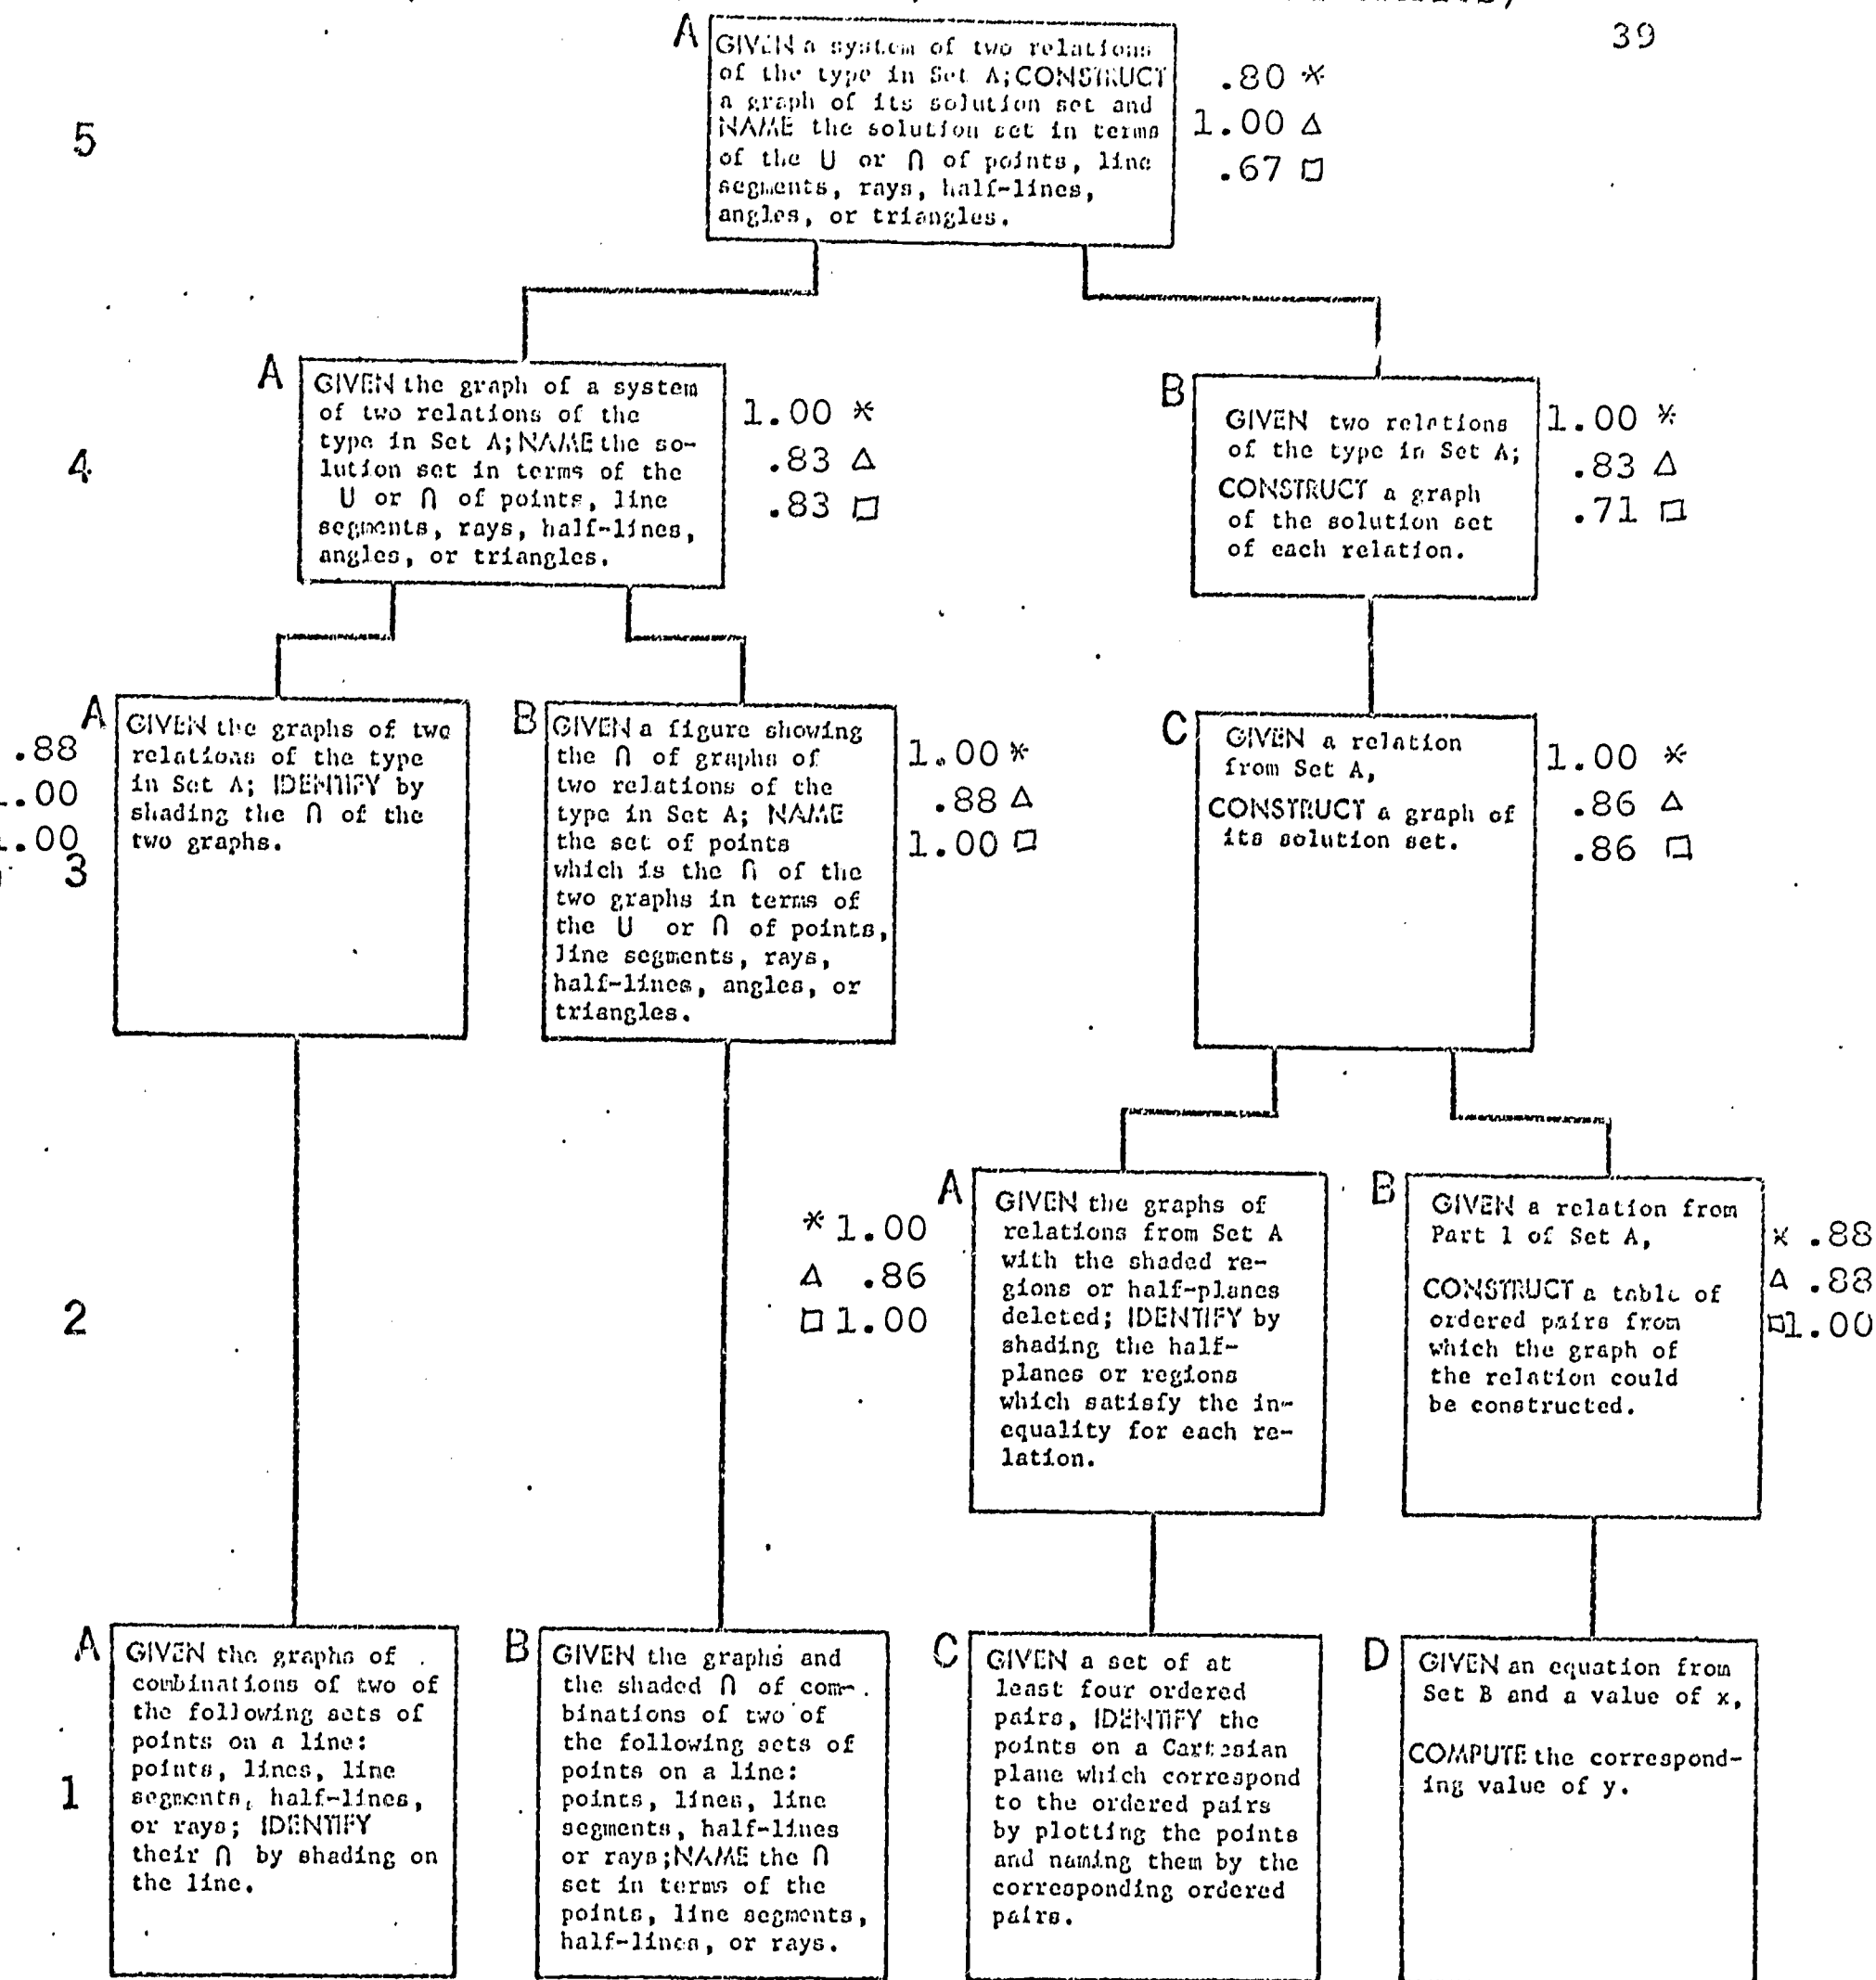 39
5
A
GIVEN a system of two relations
of the type in Set A; CONSTRUCT
a graph of its solution set and
NAME the solution set in terms
of the U or ∩ of points, line
segments, rays, half-lines,
angles, or triangles.
.80 *
1.00 Δ
.67 □
4
A
GIVEN the graph of a system
of two relations of the
type in Set A; NAME the so-
lution set in terms of the
U or ∩ of points, line
segments, rays, half-lines,
angles, or triangles.
1.00 *
.83 Δ
.83 □
B
GIVEN two relations
of the type in Set A;
CONSTRUCT a graph
of the solution set
of each relation.
1.00 *
.83 Δ
.71 □
.88
1.00
1.00
3
A
GIVEN the graphs of two
relations of the type
in Set A; IDENTIFY by
shading the ∩ of the
two graphs.
B
GIVEN a figure showing
the ∩ of graphs of
two relations of the
type in Set A; NAME
the set of points
which is the ∩ of the
two graphs in terms of
the U or ∩ of points,
line segments, rays,
half-lines, angles, or
triangles.
1.00 *
.88 Δ
1.00 □
C
GIVEN a relation
from Set A,
CONSTRUCT a graph of
its solution set.
1.00 *
.86 Δ
.86 □
2
* 1.00
Δ .86
□ 1.00
A
GIVEN the graphs of
relations from Set A
with the shaded re-
gions or half-planes
deleted; IDENTIFY by
shading the half-
planes or regions
which satisfy the in-
equality for each re-
lation.
B
GIVEN a relation from
Part 1 of Set A,
CONSTRUCT a table of
ordered pairs from
which the graph of
the relation could
be constructed.
* .88
Δ .88
□ 1.00
1
A
GIVEN the graphs of
combinations of two of
the following sets of
points on a line:
points, lines, line
segments, half-lines,
or rays; IDENTIFY
their ∩ by shading on
the line.
B
GIVEN the graphs and
the shaded ∩ of com-
binations of two of
the following sets of
points on a line:
points, lines, line
segments, half-lines
or rays; NAME the ∩
set in terms of the
points, line segments,
half-lines, or rays.
C
GIVEN a set of at
least four ordered
pairs, IDENTIFY the
points on a Cartesian
plane which correspond
to the ordered pairs
by plotting the points
and naming them by the
corresponding ordered
pairs.
D
GIVEN an equation from
Set B and a value of x,
COMPUTE the correspond-
ing value of y.